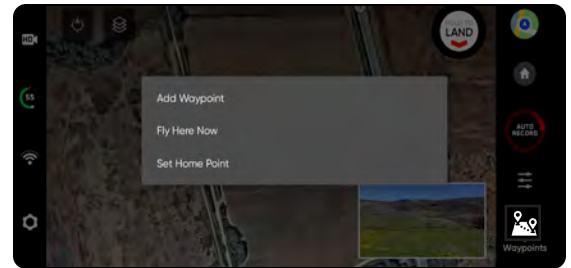 HD
HOLD TO
LAND
55
Add Waypoint
Fly Here Now
Set Home Point
AUTO
RECORD
Waypoints